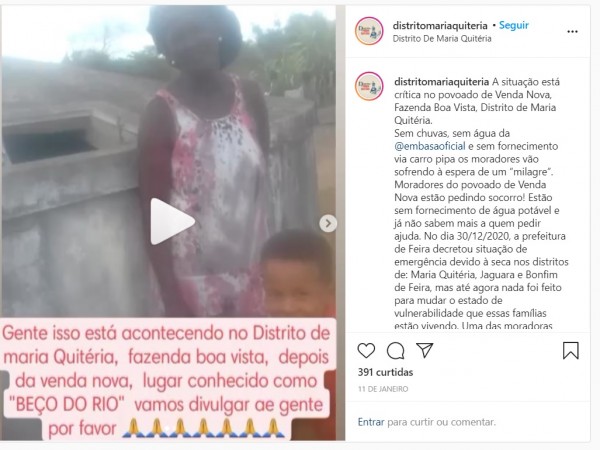 Gente isso está acontecendo no Distrito de
maria Quitéria, fazenda boa vista, depois
da venda nova, lugar conhecido como
"BEÇO DO RIO" vamos divulgar ae gente
por favor 🙏🙏🙏🙏🙏🙏🙏
distritomariaquiteria • Seguir
Distrito De Maria Quitéria
distritomariaquiteria A situação está
crítica no povoado de Venda Nova,
Fazenda Boa Vista, Distrito de Maria
Quitéria.
Sem chuvas, sem água da
@embasaoficial e sem fornecimento
via carro pipa os moradores vão
sofrendo à espera de um “milagre”.
Moradores do povoado de Venda
Nova estão pedindo socorro! Estão
sem fornecimento de água potável e
já não sabem mais a quem pedir
ajuda. No dia 30/12/2020, a prefeitura
de Feira decretou situação de
emergência devido à seca nos distritos
de: Maria Quitéria, Jaguara e Bonfim
de Feira, mas até agora nada foi feito
para mudar o estado de
vulnerabilidade que essas famílias
estão vivendo. Uma das moradoras
391 curtidas
11 DE JANEIRO
Entrar para curtir ou comentar.